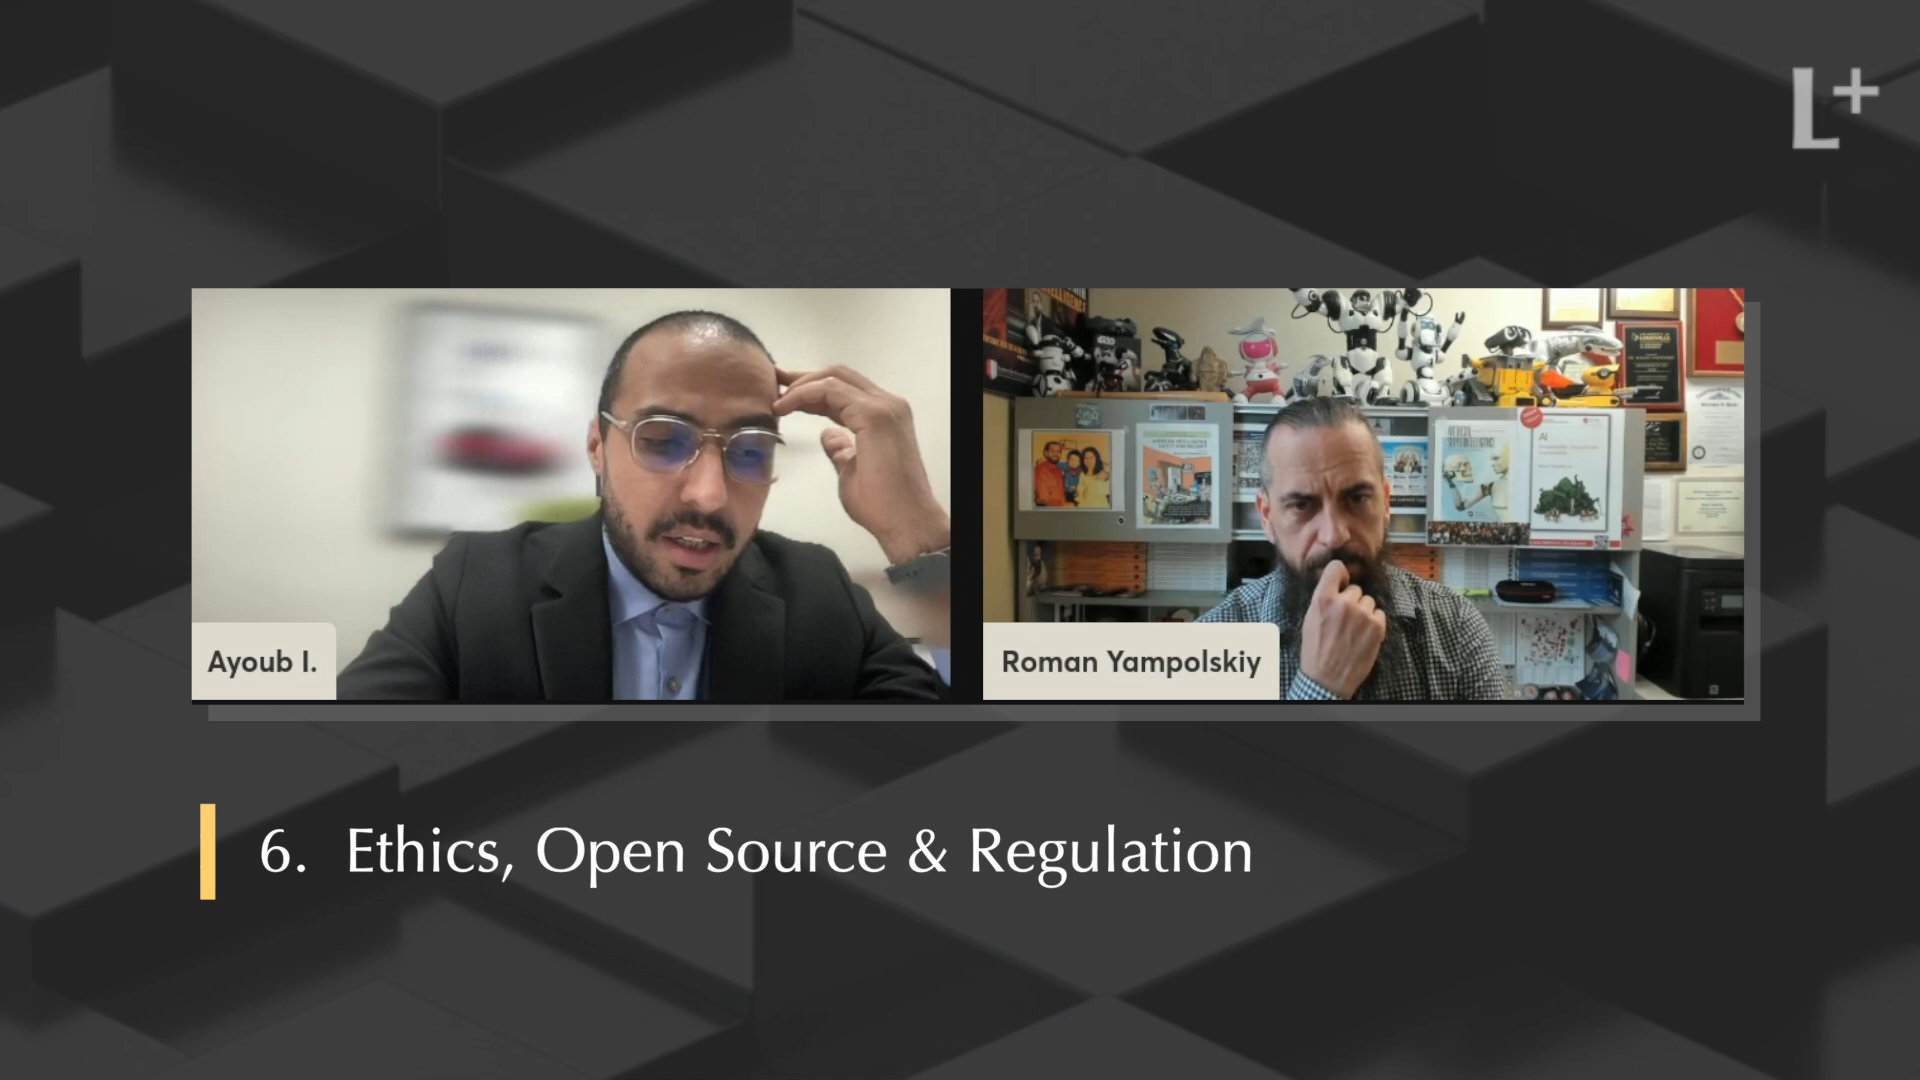 L+
Ayoub I.
Roman Yampolskiy
6. Ethics, Open Source & Regulation